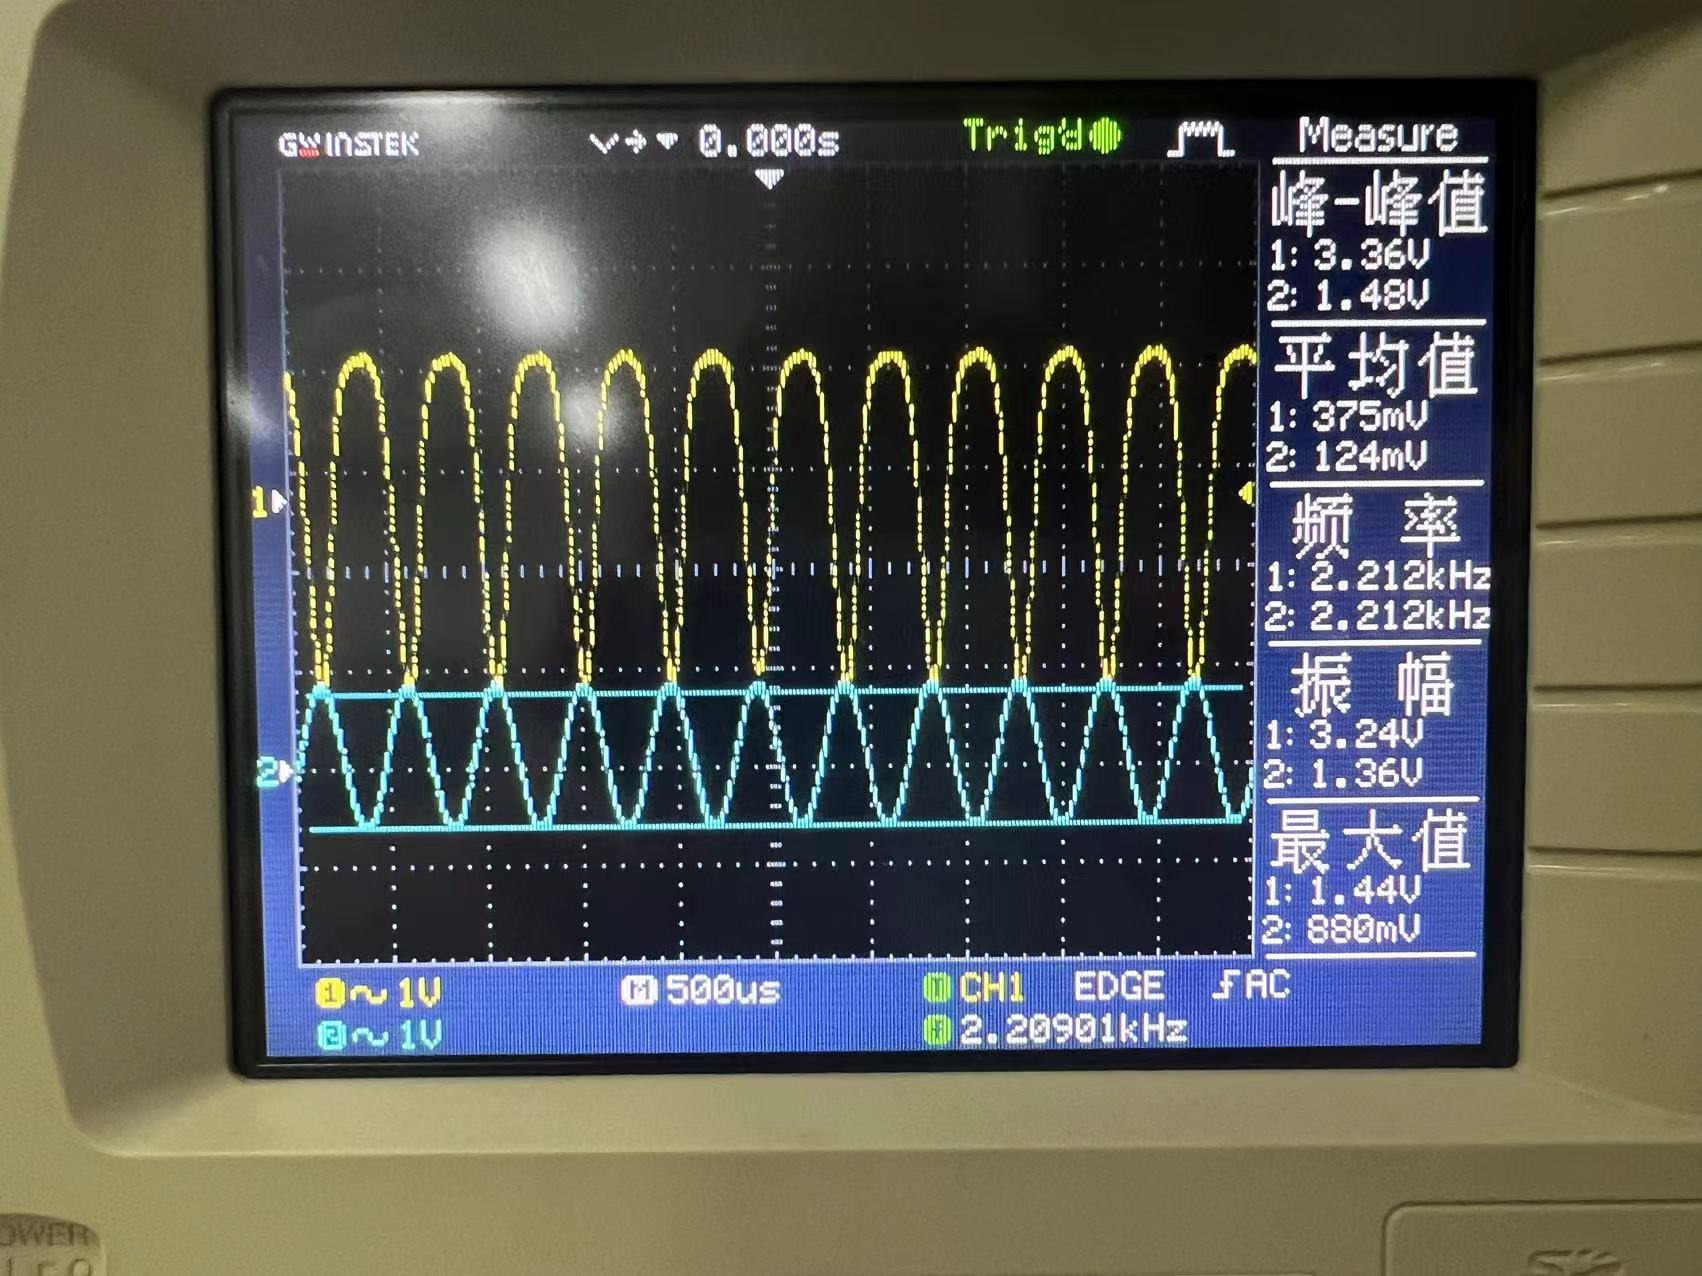 GWINSTEK 0.000s Trig'd Measure
峰-峰值
1: 3.36V
2: 1.48V
平均值
1: 375mV
2: 124mV
频 率
1: 2.212kHz
2: 2.212kHz
振 幅
1: 3.24V
2: 1.36V
最大值
1: 1.44V
2: 880mV
1
2
1 ~ 1V M 500us T CH1 EDGE AC
2 ~ 1V 2.20901kHz
POWER